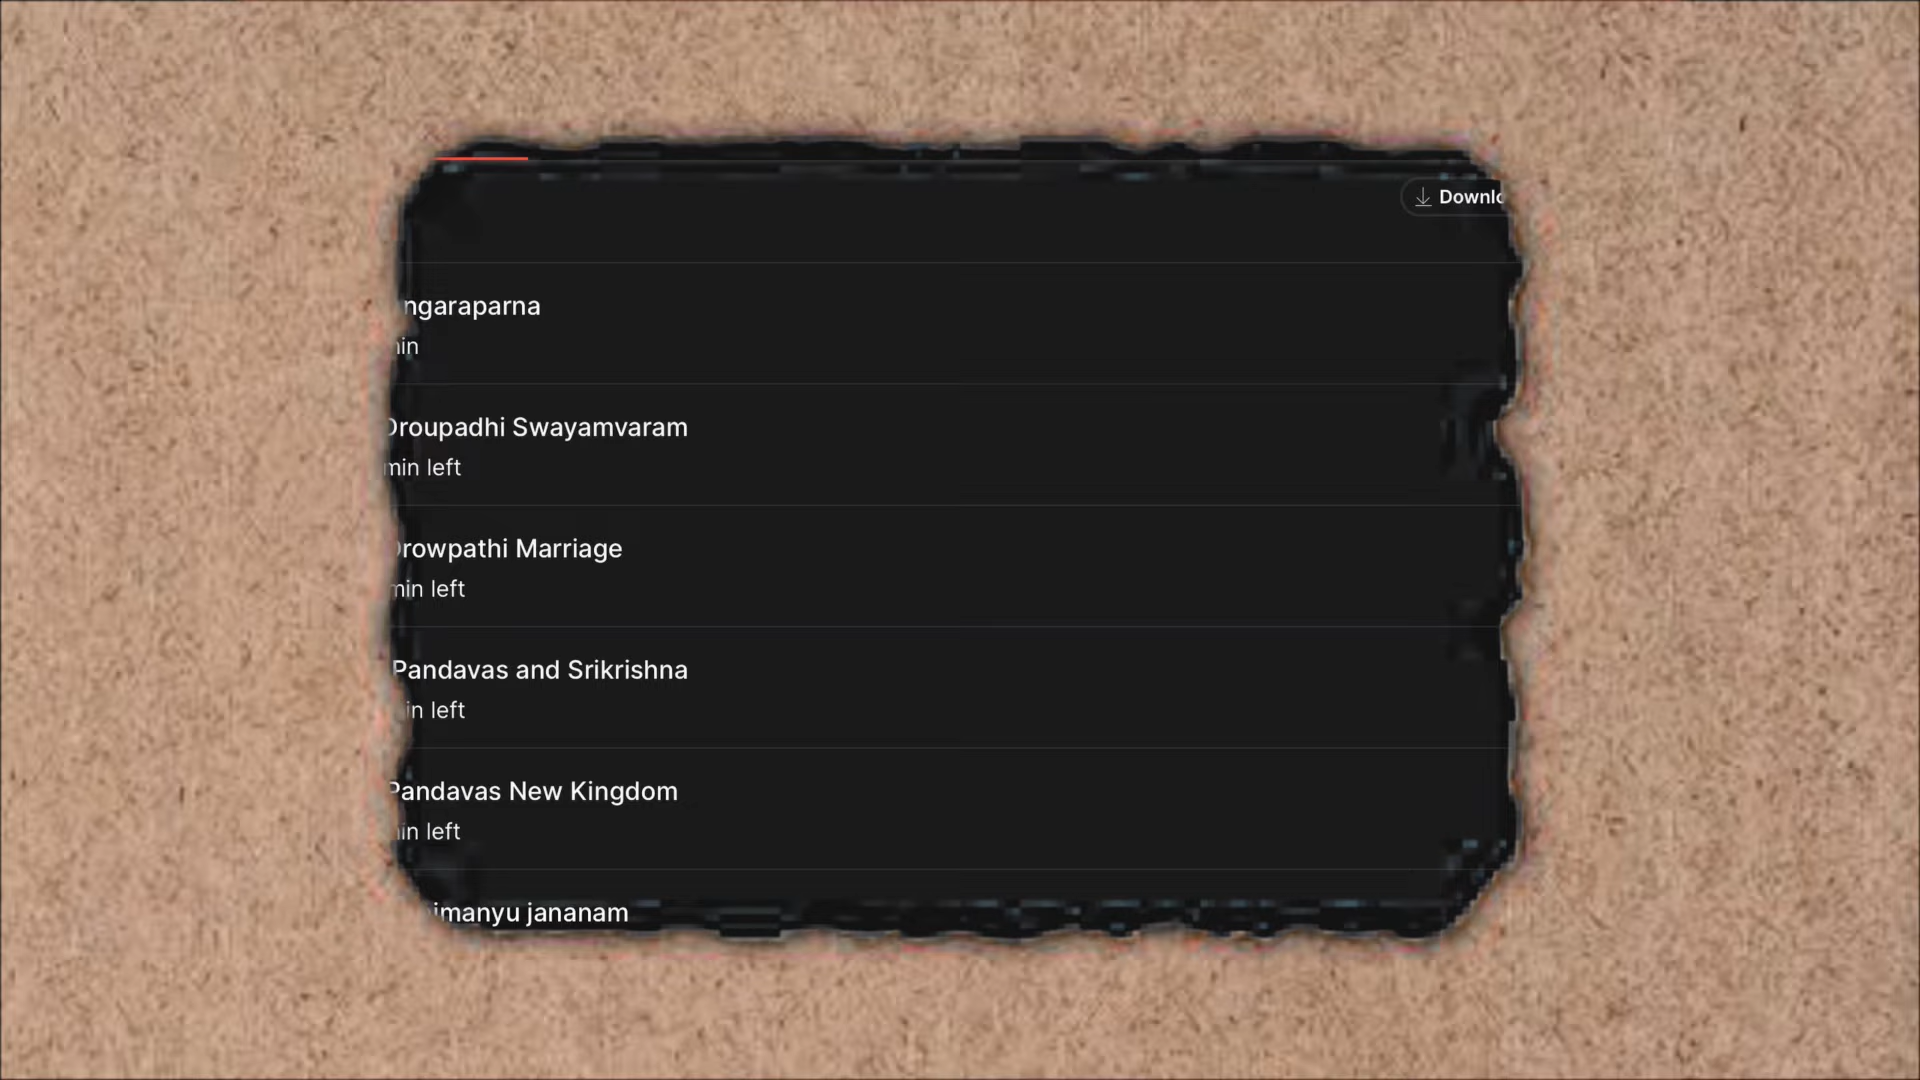 Downlo
ngaraparna
in
Droupadhi Swayamvaram
min left
Drowpathi Marriage
min left
Pandavas and Srikrishna
in left
Pandavas New Kingdom
in left
imanyu jananam